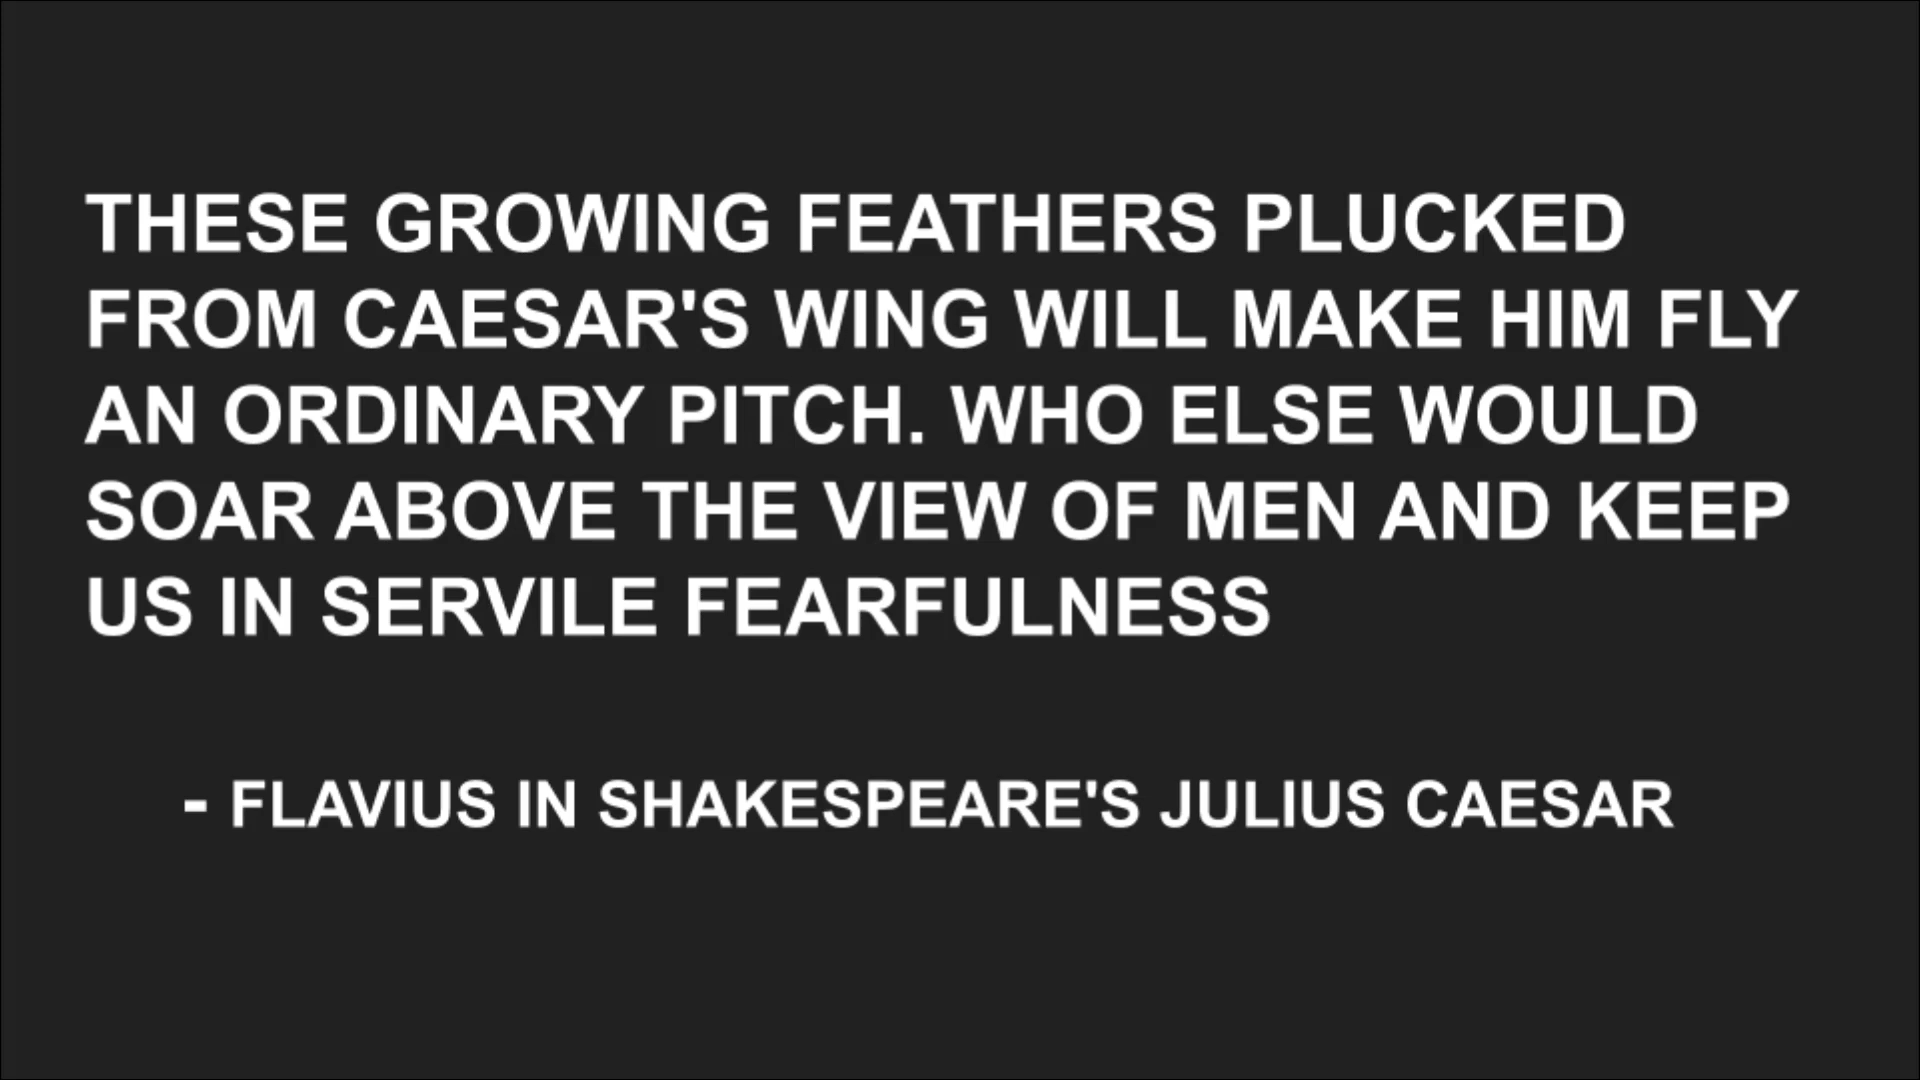 THESE GROWING FEATHERS PLUCKED
FROM CAESAR'S WING WILL MAKE HIM FLY
AN ORDINARY PITCH. WHO ELSE WOULD
SOAR ABOVE THE VIEW OF MEN AND KEEP
US IN SERVILE FEARFULNESS
- FLAVIUS IN SHAKESPEARE'S JULIUS CAESAR